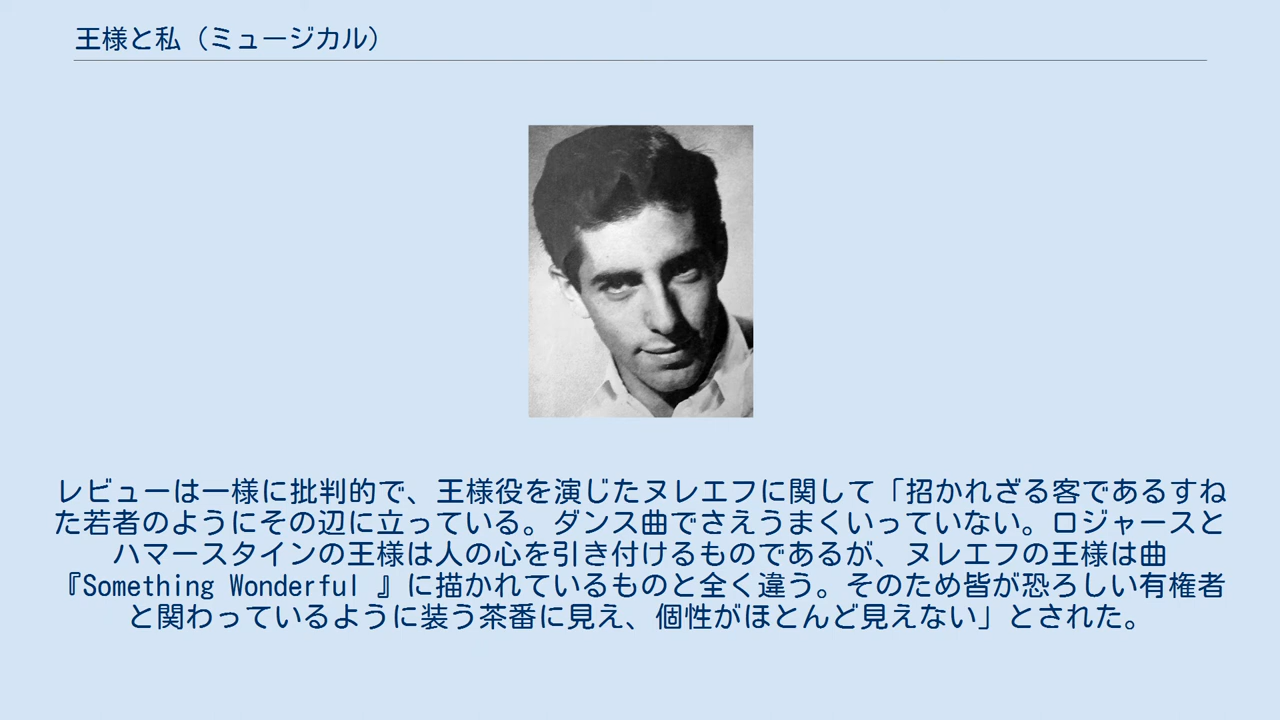 王様と私（ミュージカル）
レビューは一様に批判的で、王様役を演じたヌレエフに関して「招かれざる客であるすね
た若者のようにその辺に立っている。ダンス曲でさえうまくいっていない。ロジャースと
ハマースタインの王様は人の心を引き付けるものであるが、ヌレエフの王様は曲
『Something Wonderful 』に描かれているものと全く違う。そのため皆が恐ろしい有権者
と関わっているように装う茶番に見え、個性がほとんど見えない」とされた。